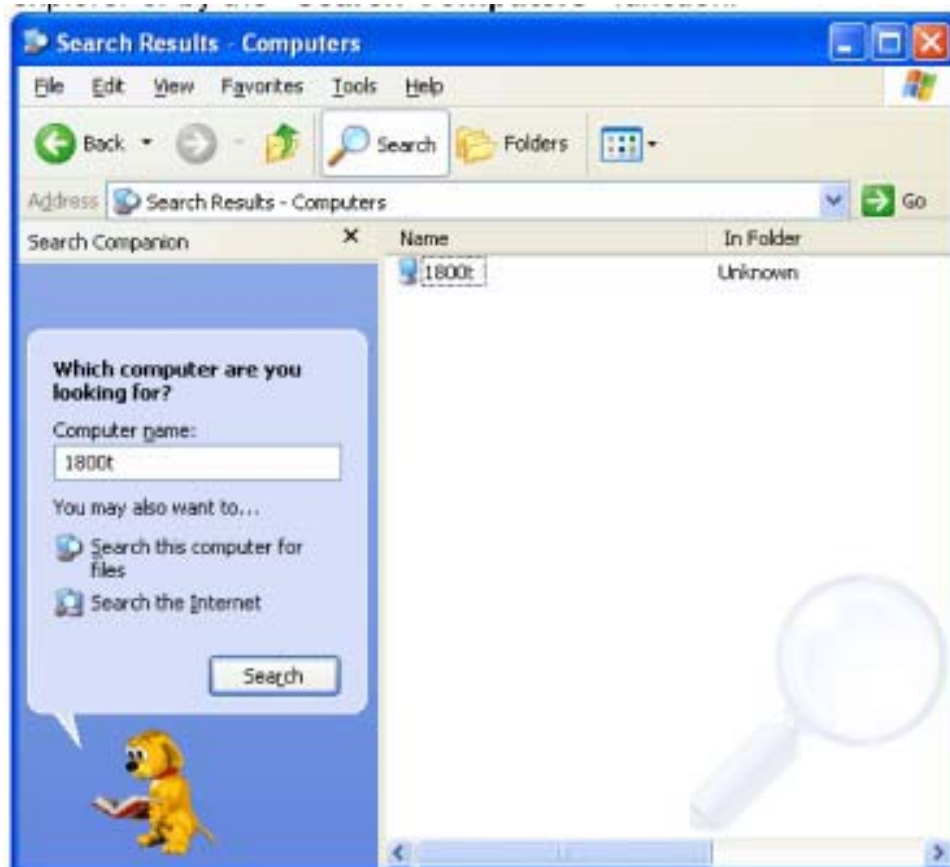 Search Results - Computers
File Edit View Favorites Tools Help
Back Search Folders
Address Search Results - Computers Go
Search Companion
Name In Folder
1800t Unknown
Which computer are you
looking for?
Computer name:
1800t
You may also want to...
Search this computer for
files
Search the Internet
Search